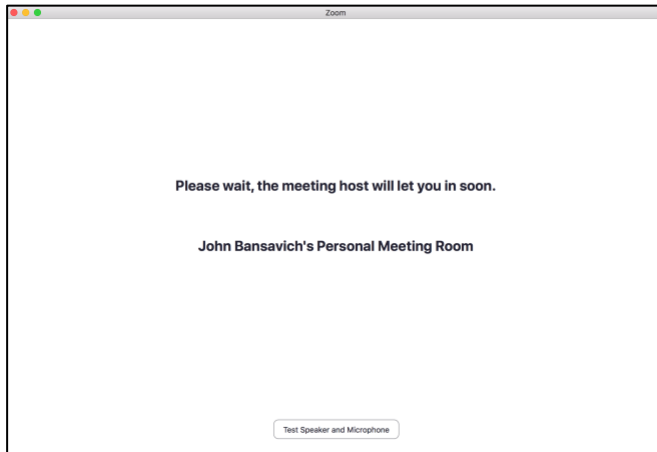 Zoom
Please wait, the meeting host will let you in soon.
John Bansavich's Personal Meeting Room
Test Speaker and Microphone